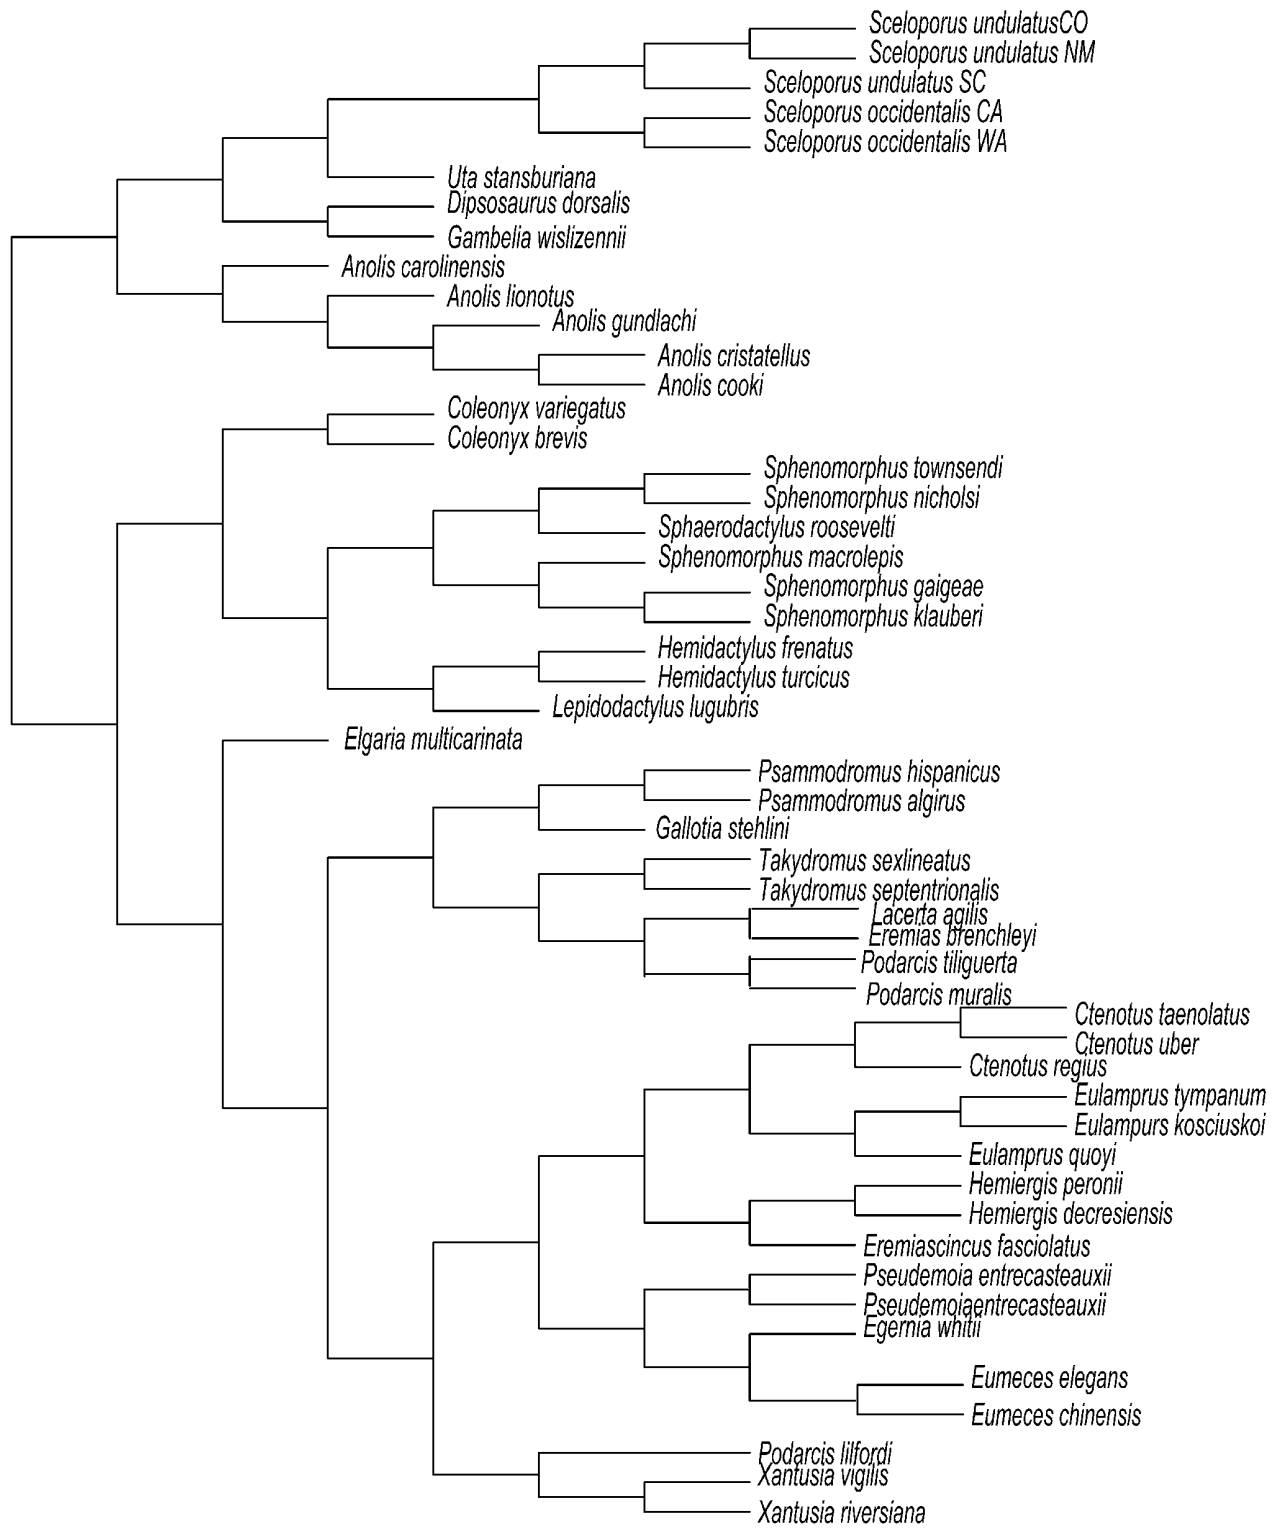 Sceloporus undulatusCO
Sceloporus undulatus NM
Sceloporus undulatus SC
Sceloporus occidentalis CA
Sceloporus occidentalis WA
Uta stansburiana
Dipsosaurus dorsalis
Gambelia wislizennii
Anolis carolinensis
Anolis lionotus
Anolis gundlachi
Anolis cristatellus
Anolis cooki
Coleonyx variegatus
Coleonyx brevis
Sphenomorphus townsendi
Sphenomorphus nicholsi
Sphaerodactylus roosevelti
Sphenomorphus macrolepis
Sphenomorphus gaigeae
Sphenomorphus klauberi
Hemidactylus frenatus
Hemidactylus turcicus
Lepidodactylus lugubris
Elgaria multicarinata
Psammodromus hispanicus
Psammodromus algirus
Gallotia stehlini
Takydromus sexlineatus
Takydromus septentrionalis
Lacerta agilis
Eremias brenchleyi
Podarcis tiliguerta
Podarcis muralis
Ctenotus taenolatus
Ctenotus uber
Ctenotus regius
Eulamprus tympanum
Eulampurs kosciuskoi
Eulamprus quoyi
Hemiergis peronii
Hemiergis decresiensis
Eremiascincus fasciolatus
Pseudemoia entrecasteauxii
Pseudemoiaentrecasteauxii
Egernia whitii
Eumeces elegans
Eumeces chinensis
Podarcis lilfordi
Xantusia vigilis
Xantusia riversiana